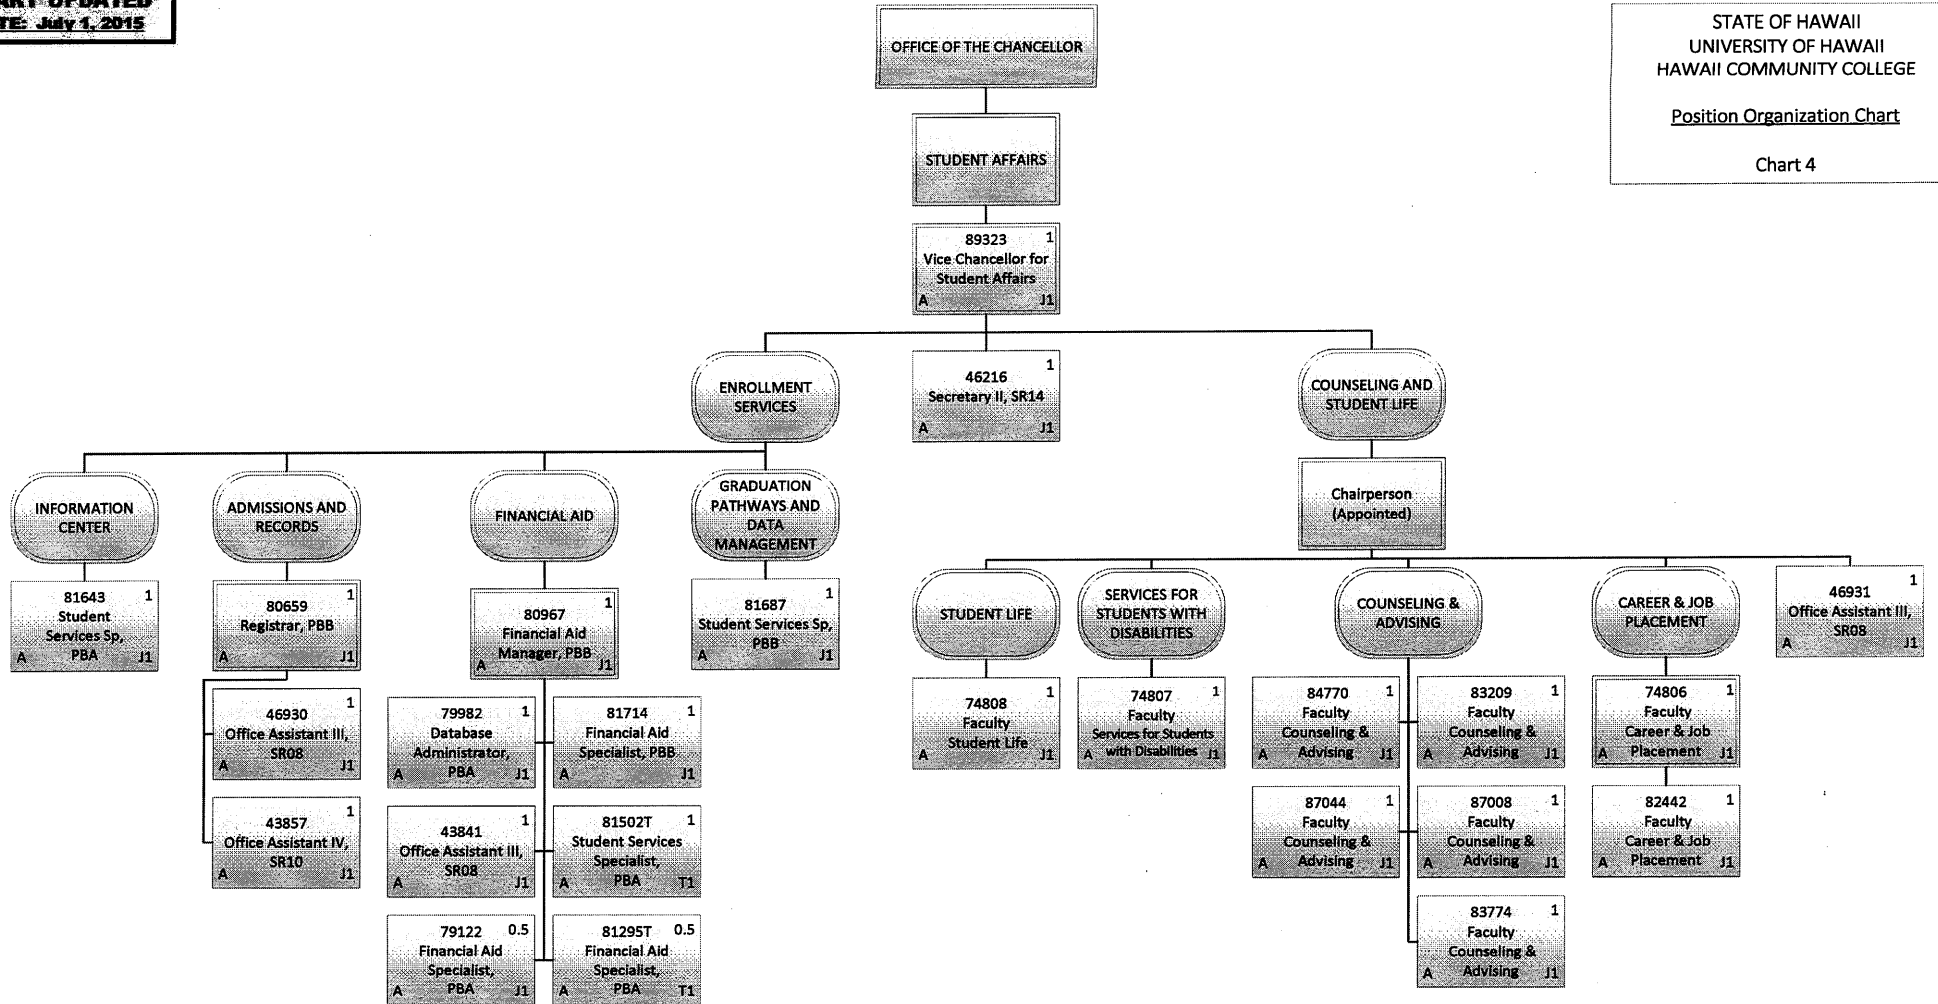 UPDATED
July 1, 2015
STATE OF HAWAII
UNIVERSITY OF HAWAII
HAWAII COMMUNITY COLLEGE
Position Organization Chart
Chart 4
OFFICE OF THE CHANCELLOR
STUDENT AFFAIRS
89323 1
Vice Chancellor for
Student Affairs
A J1
ENROLLMENT
SERVICES
46216 1
Secretary II, SR14
A J1
COUNSELING AND
STUDENT LIFE
Chairperson
(Appointed)
INFORMATION
CENTER
ADMISSIONS AND
RECORDS
FINANCIAL AID
GRADUATION
PATHWAYS AND
DATA
MANAGEMENT
81643 1
Student
Services Sp,
PBA
A J1
80659 1
Registrar, PBB
A J1
80967 1
Financial Aid
Manager, PBB
A J1
81687 1
Student Services Sp,
PBB
A J1
46930 1
Office Assistant III,
SR08
A J1
43857 1
Office Assistant IV,
SR10
A J1
79982 1
Database
Administrator,
PBA
A J1
81714 1
Financial Aid
Specialist, PBB
A J1
43841 1
Office Assistant III,
SR08
A J1
81502T 1
Student Services
Specialist,
PBA
A T1
79122 0.5
Financial Aid
Specialist,
PBA
A J1
81295T 0.5
Financial Aid
Specialist,
PBA
A T1
STUDENT LIFE
SERVICES FOR
STUDENTS WITH
DISABILITIES
COUNSELING &
ADVISING
CAREER & JOB
PLACEMENT
46931 1
Office Assistant III,
SR08
A J1
74808 1
Faculty
Student Life
A J1
74807 1
Faculty
Services for Students
with Disabilities
A J1
84770 1
Faculty
Counseling &
Advising
A J1
83209 1
Faculty
Counseling &
Advising
A J1
74806 1
Faculty
Career & Job
Placement
A J1
87044 1
Faculty
Counseling &
Advising
A J1
87008 1
Faculty
Counseling &
Advising
A J1
82442 1
Faculty
Career & Job
Placement
A J1
83774 1
Faculty
Counseling &
Advising
A J1